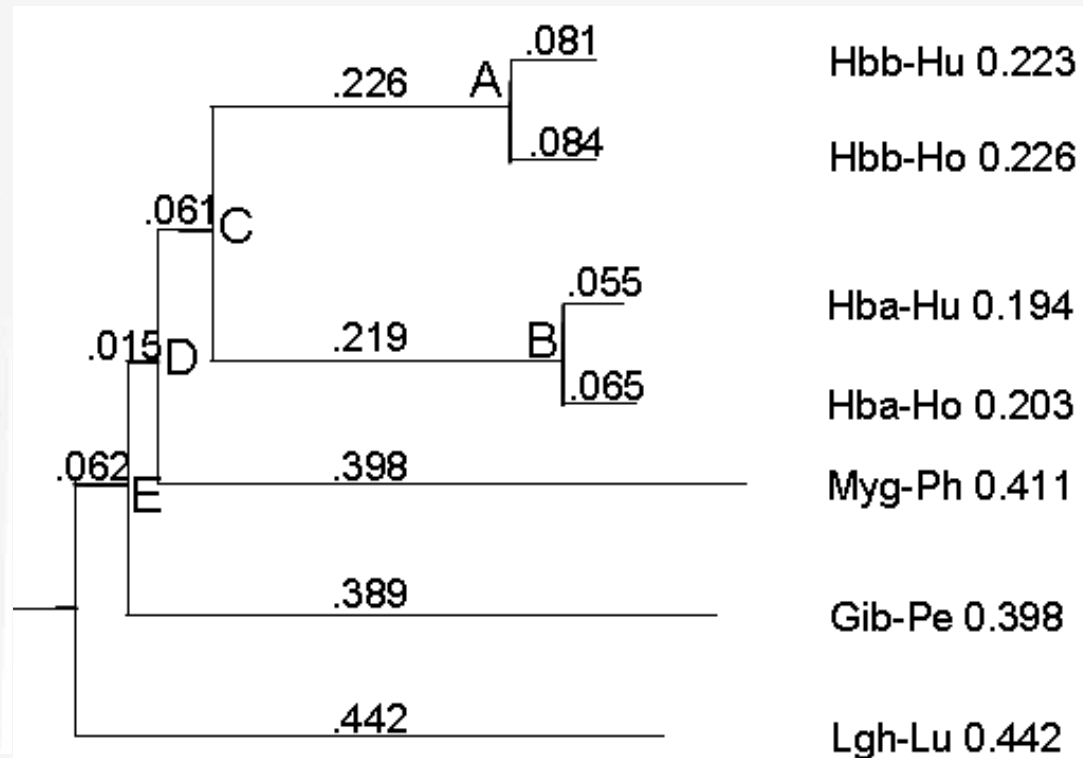 .081
.226 A
Hbb-Hu 0.223
.084
Hbb-Ho 0.226
.061 C
.055
Hba-Hu 0.194
.015 D
.219 B
.065
Hba-Ho 0.203
.062 E
.398
Myg-Ph 0.411
.389
Gib-Pe 0.398
.442
Lgh-Lu 0.442